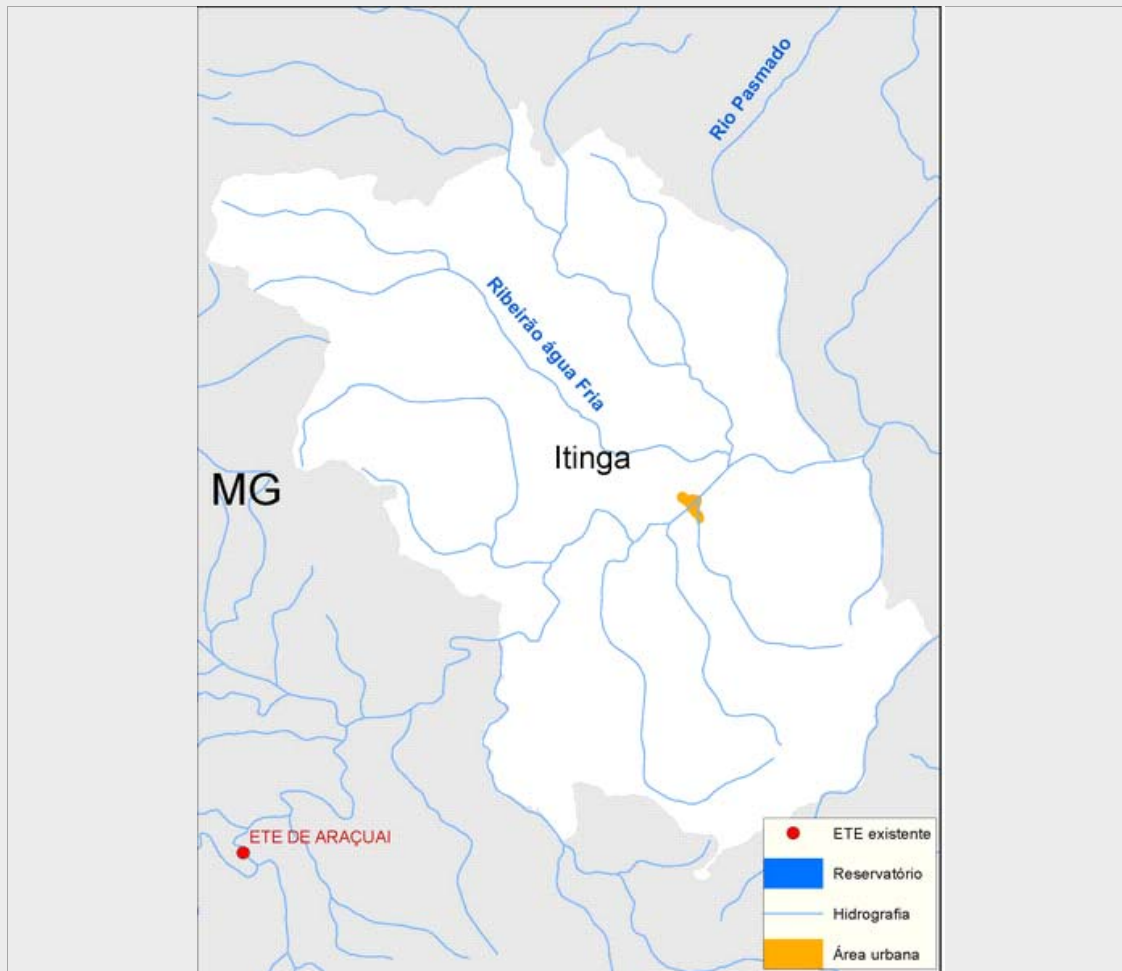 Rio Pasmado
Ribeirão água Fria
Itinga
MG
ETE DE ARAÇUAI
ETE existente
Reservatório
Hidrografia
Área urbana